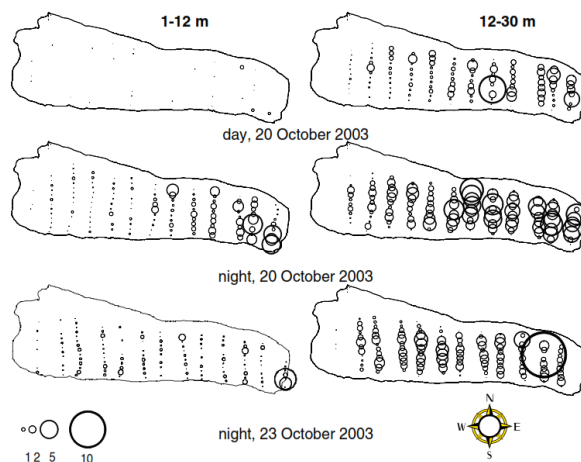 1-12 m
12-30 m
day, 20 October 2003
night, 20 October 2003
night, 23 October 2003
1 2 5 10
N
W E
S